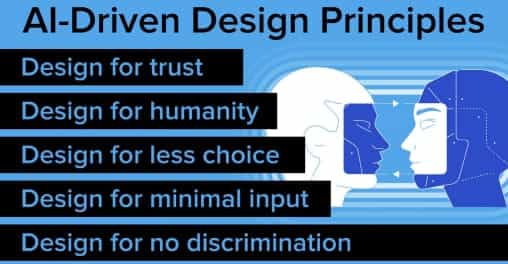 AI-Driven Design Principles
Design for trust
Design for humanity
Design for less choice
Design for minimal input
Design for no discrimination